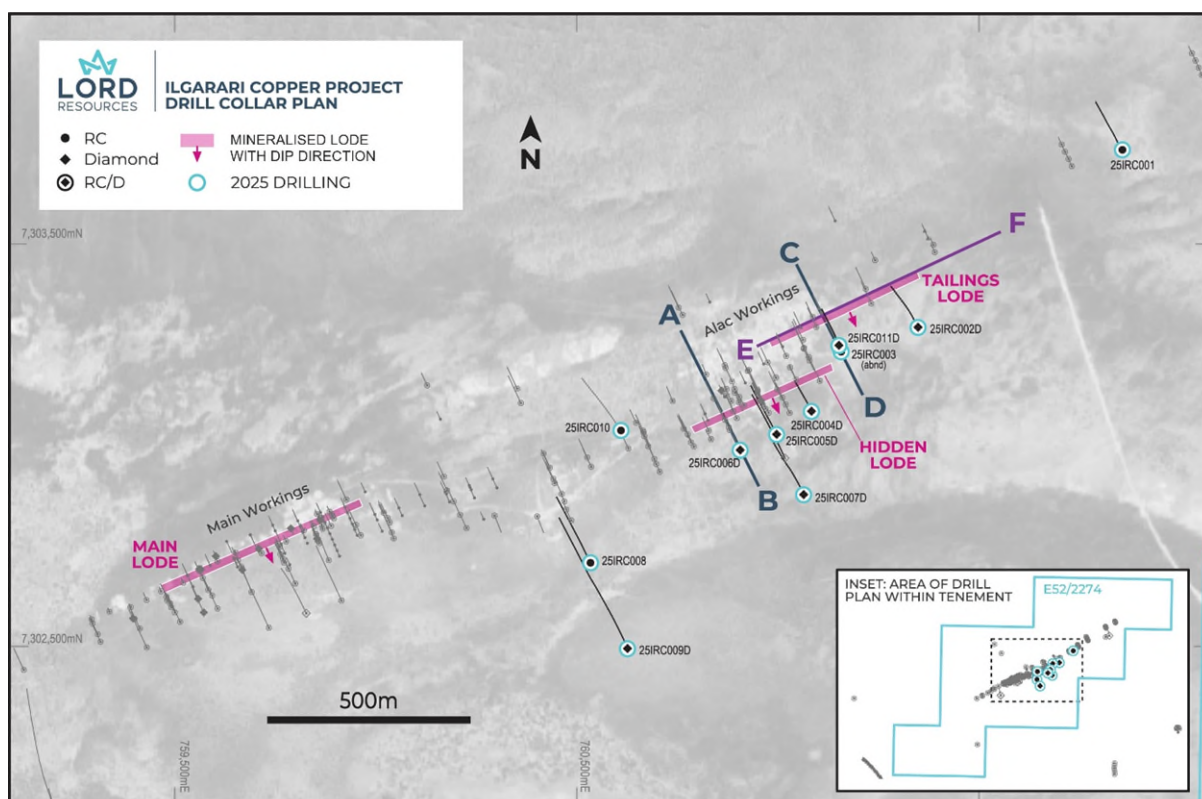 LORD
RESOURCES
ILGARARI COPPER PROJECT
DRILL COLLAR PLAN
RC
Diamond
RC/D
MINERALISED LODE
WITH DIP DIRECTION
2025 DRILLING
N
25IRC001
7,303,500mN
F
C
TAILINGS
LODE
Alac Workings
A
25IRC002D
E
25IRC011D
25IRC003
(abnd)
D
25IRC004D
25IRC010
25IRC005D
HIDDEN
LODE
25IRC006D
B
25IRC007D
Main Workings
MAIN
LODE
25IRC008
INSET: AREA OF DRILL
PLAN WITHIN TENEMENT
E52/2274
7,302,500mN
25IRC009D
500m
759,500mE
760,500mE